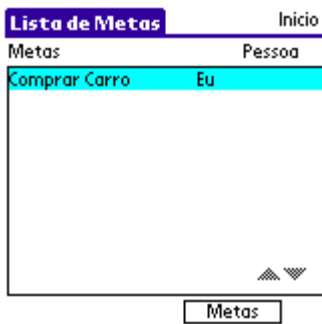 Lista de Metas Inicio
Metas Pessoa
Comprar Carro Eu
Metas